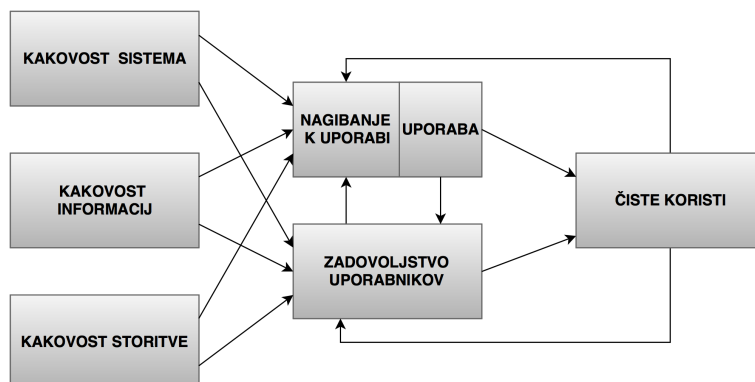 KAKOVOST SISTEMA
KAKOVOST
INFORMACIJ
KAKOVOST STORITVE
NAGIBANJE
K UPORABI
UPORABA
ZADOVOLJSTVO
UPORABNIKOV
ČISTE KORISTI